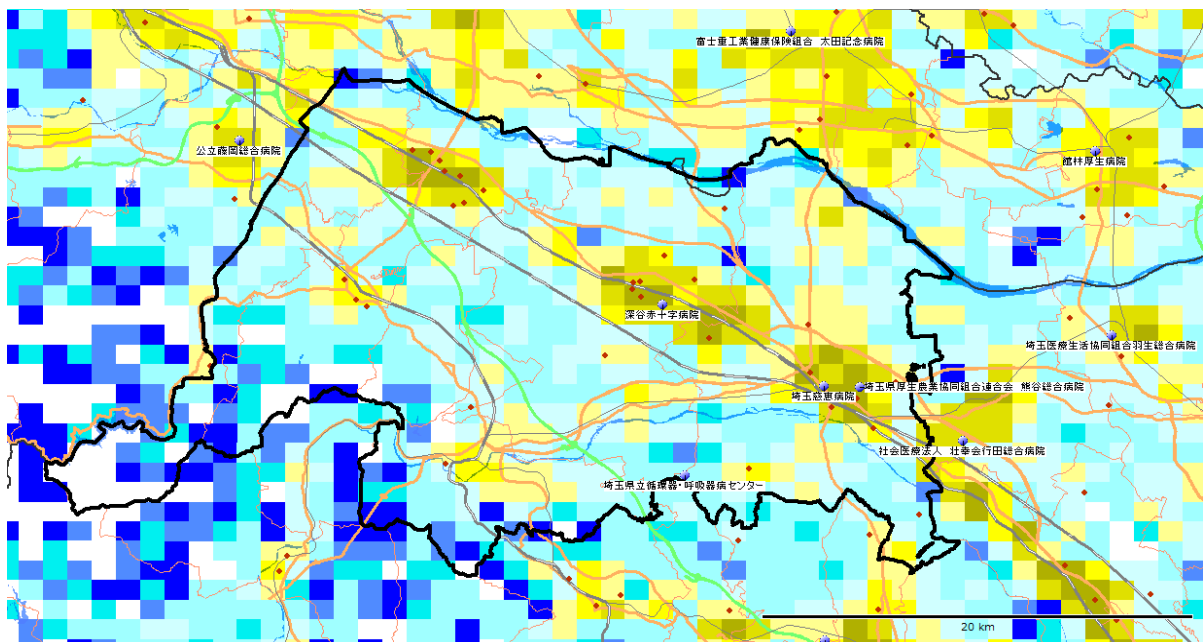 富士重工業健康保険組合 太田記念病院
公立藤岡総合病院
館林厚生病院
深谷赤十字病院
埼玉医療生活協同組合羽生総合病院
埼玉県厚生農業協同組合連合会 熊谷総合病院
埼玉慈恵病院
社会医療法人 壮幸会行田総合病院
埼玉県立循環器・呼吸器病センター
20 km